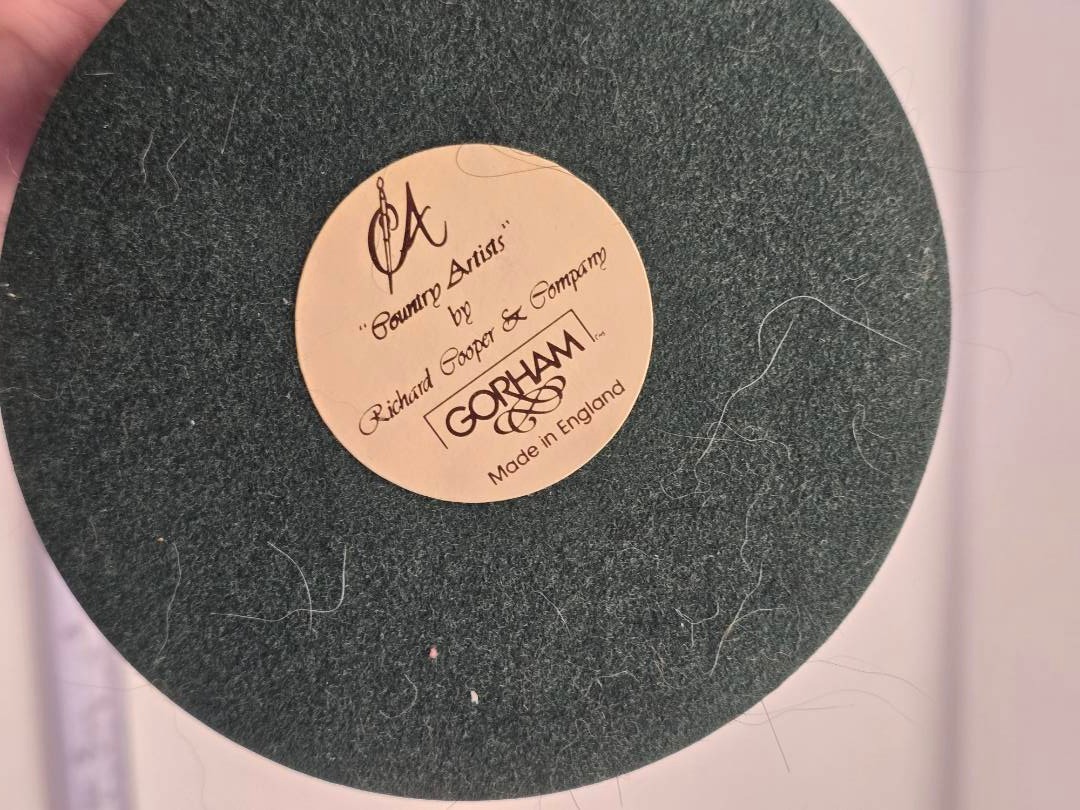 CA
"Country Artists"
by
Richard Cooper & Company
GORHAM
Made in England